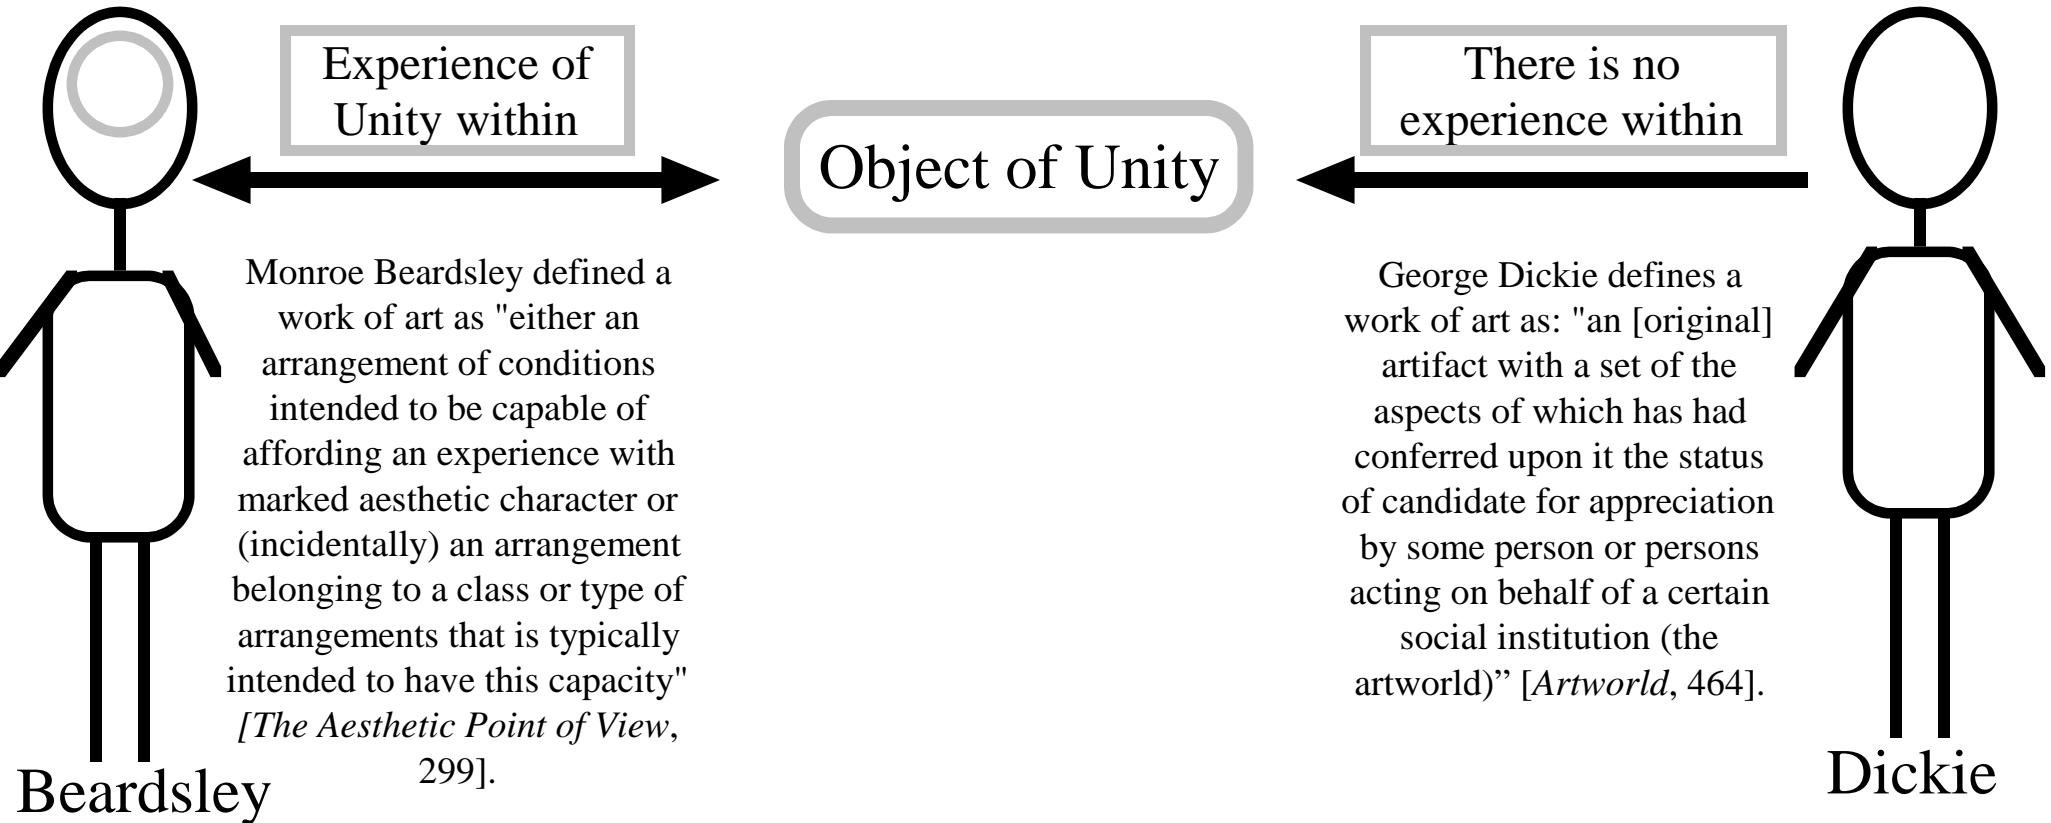 Experience of
Unity within
Object of Unity
There is no
experience within
Monroe Beardsley defined a
work of art as "either an
arrangement of conditions
intended to be capable of
affording an experience with
marked aesthetic character or
(incidentally) an arrangement
belonging to a class or type of
arrangements that is typically
intended to have this capacity"
[The Aesthetic Point of View,
299].
George Dickie defines a
work of art as: "an [original]
artifact with a set of the
aspects of which has had
conferred upon it the status
of candidate for appreciation
by some person or persons
acting on behalf of a certain
social institution (the
artworld)” [Artworld, 464].
Beardsley
Dickie